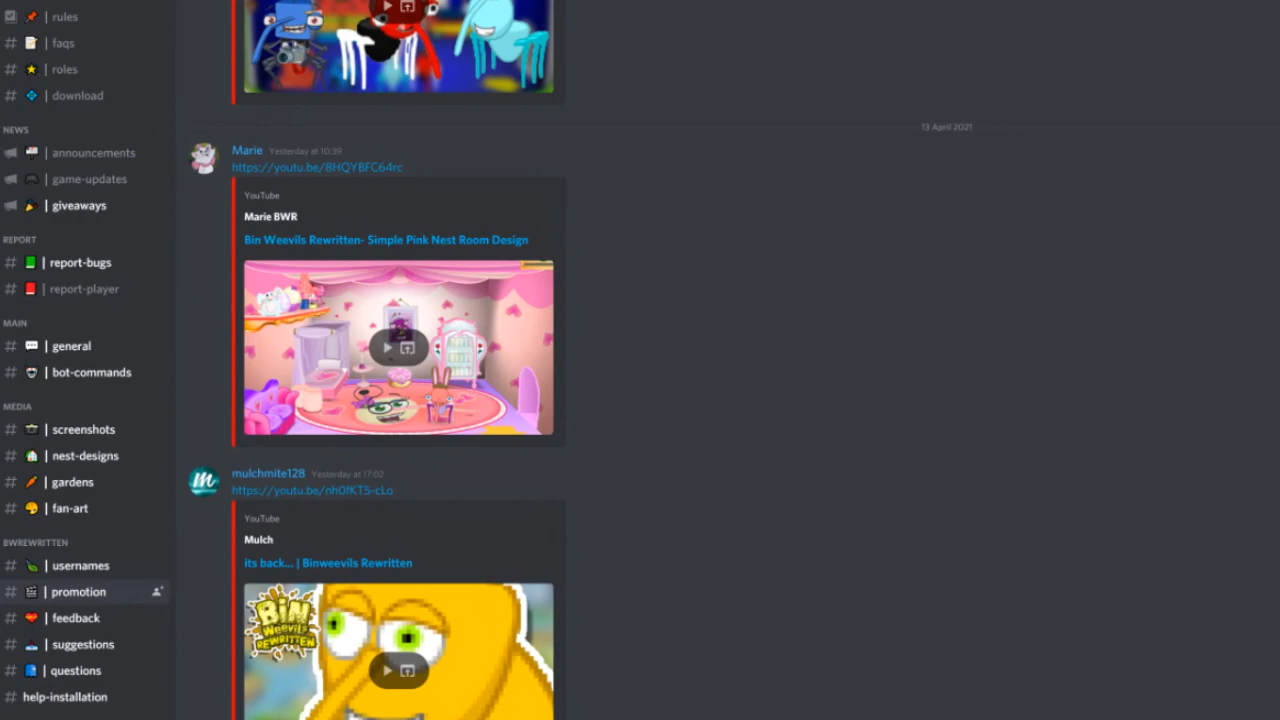 rules
faqs
roles
download
NEWS
announcements
game-updates
giveaways
REPORT
report-bugs
report-player
MAIN
general
bot-commands
MEDIA
screenshots
nest-designs
gardens
fan-art
BWREWRITTEN
usernames
promotion
feedback
suggestions
questions
help-installation
13 April 2021
Marie Yesterday at 10:39
https://youtu.be/8HQYBFC64rc
YouTube
Marie BWR
Bin Weevils Rewritten- Simple Pink Nest Room Design
mulchmite128 Yesterday at 17:02
https://youtu.be/nh0fKT5-cLo
YouTube
Mulch
its back... | Binweevils Rewritten
BiN
WeeViLS
REWRITTEN
m